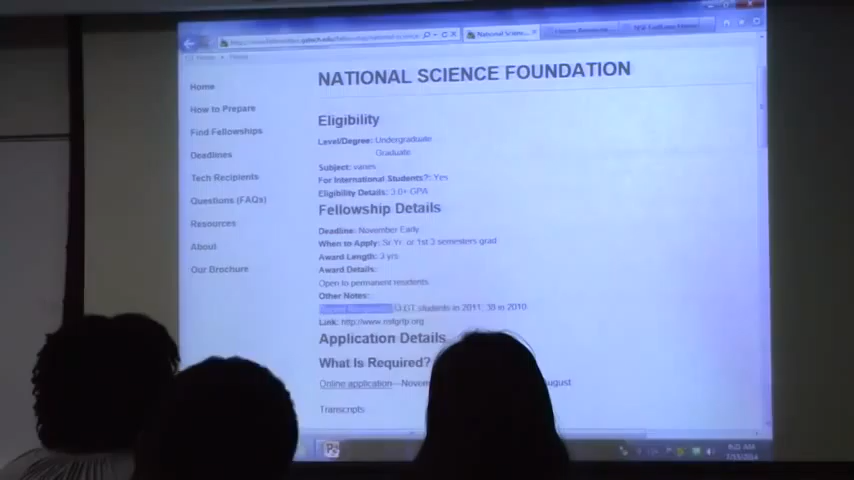 National Scien...
Home
How to Prepare
Find Fellowships
Deadlines
Tech Recipients
Questions (FAQs)
Resources
About
Our Brochure
NATIONAL SCIENCE FOUNDATION
Eligibility
Level/Degree: Undergraduate
Graduate
Subject: varies
For International Students?: Yes
Eligibility Details: 3.0+ GPA
Fellowship Details
Deadline: November Early
When to Apply: Sr Yr. or 1st 3 semesters grad
Award Length: 3 yrs
Award Details:
Open to permanent residents.
Other Notes:
GT students in 2011; 38 in 2010
Link: http://www.nsfgrfp.org
Application Details
What Is Required?
Online application—Novem
ugust
Transcripts